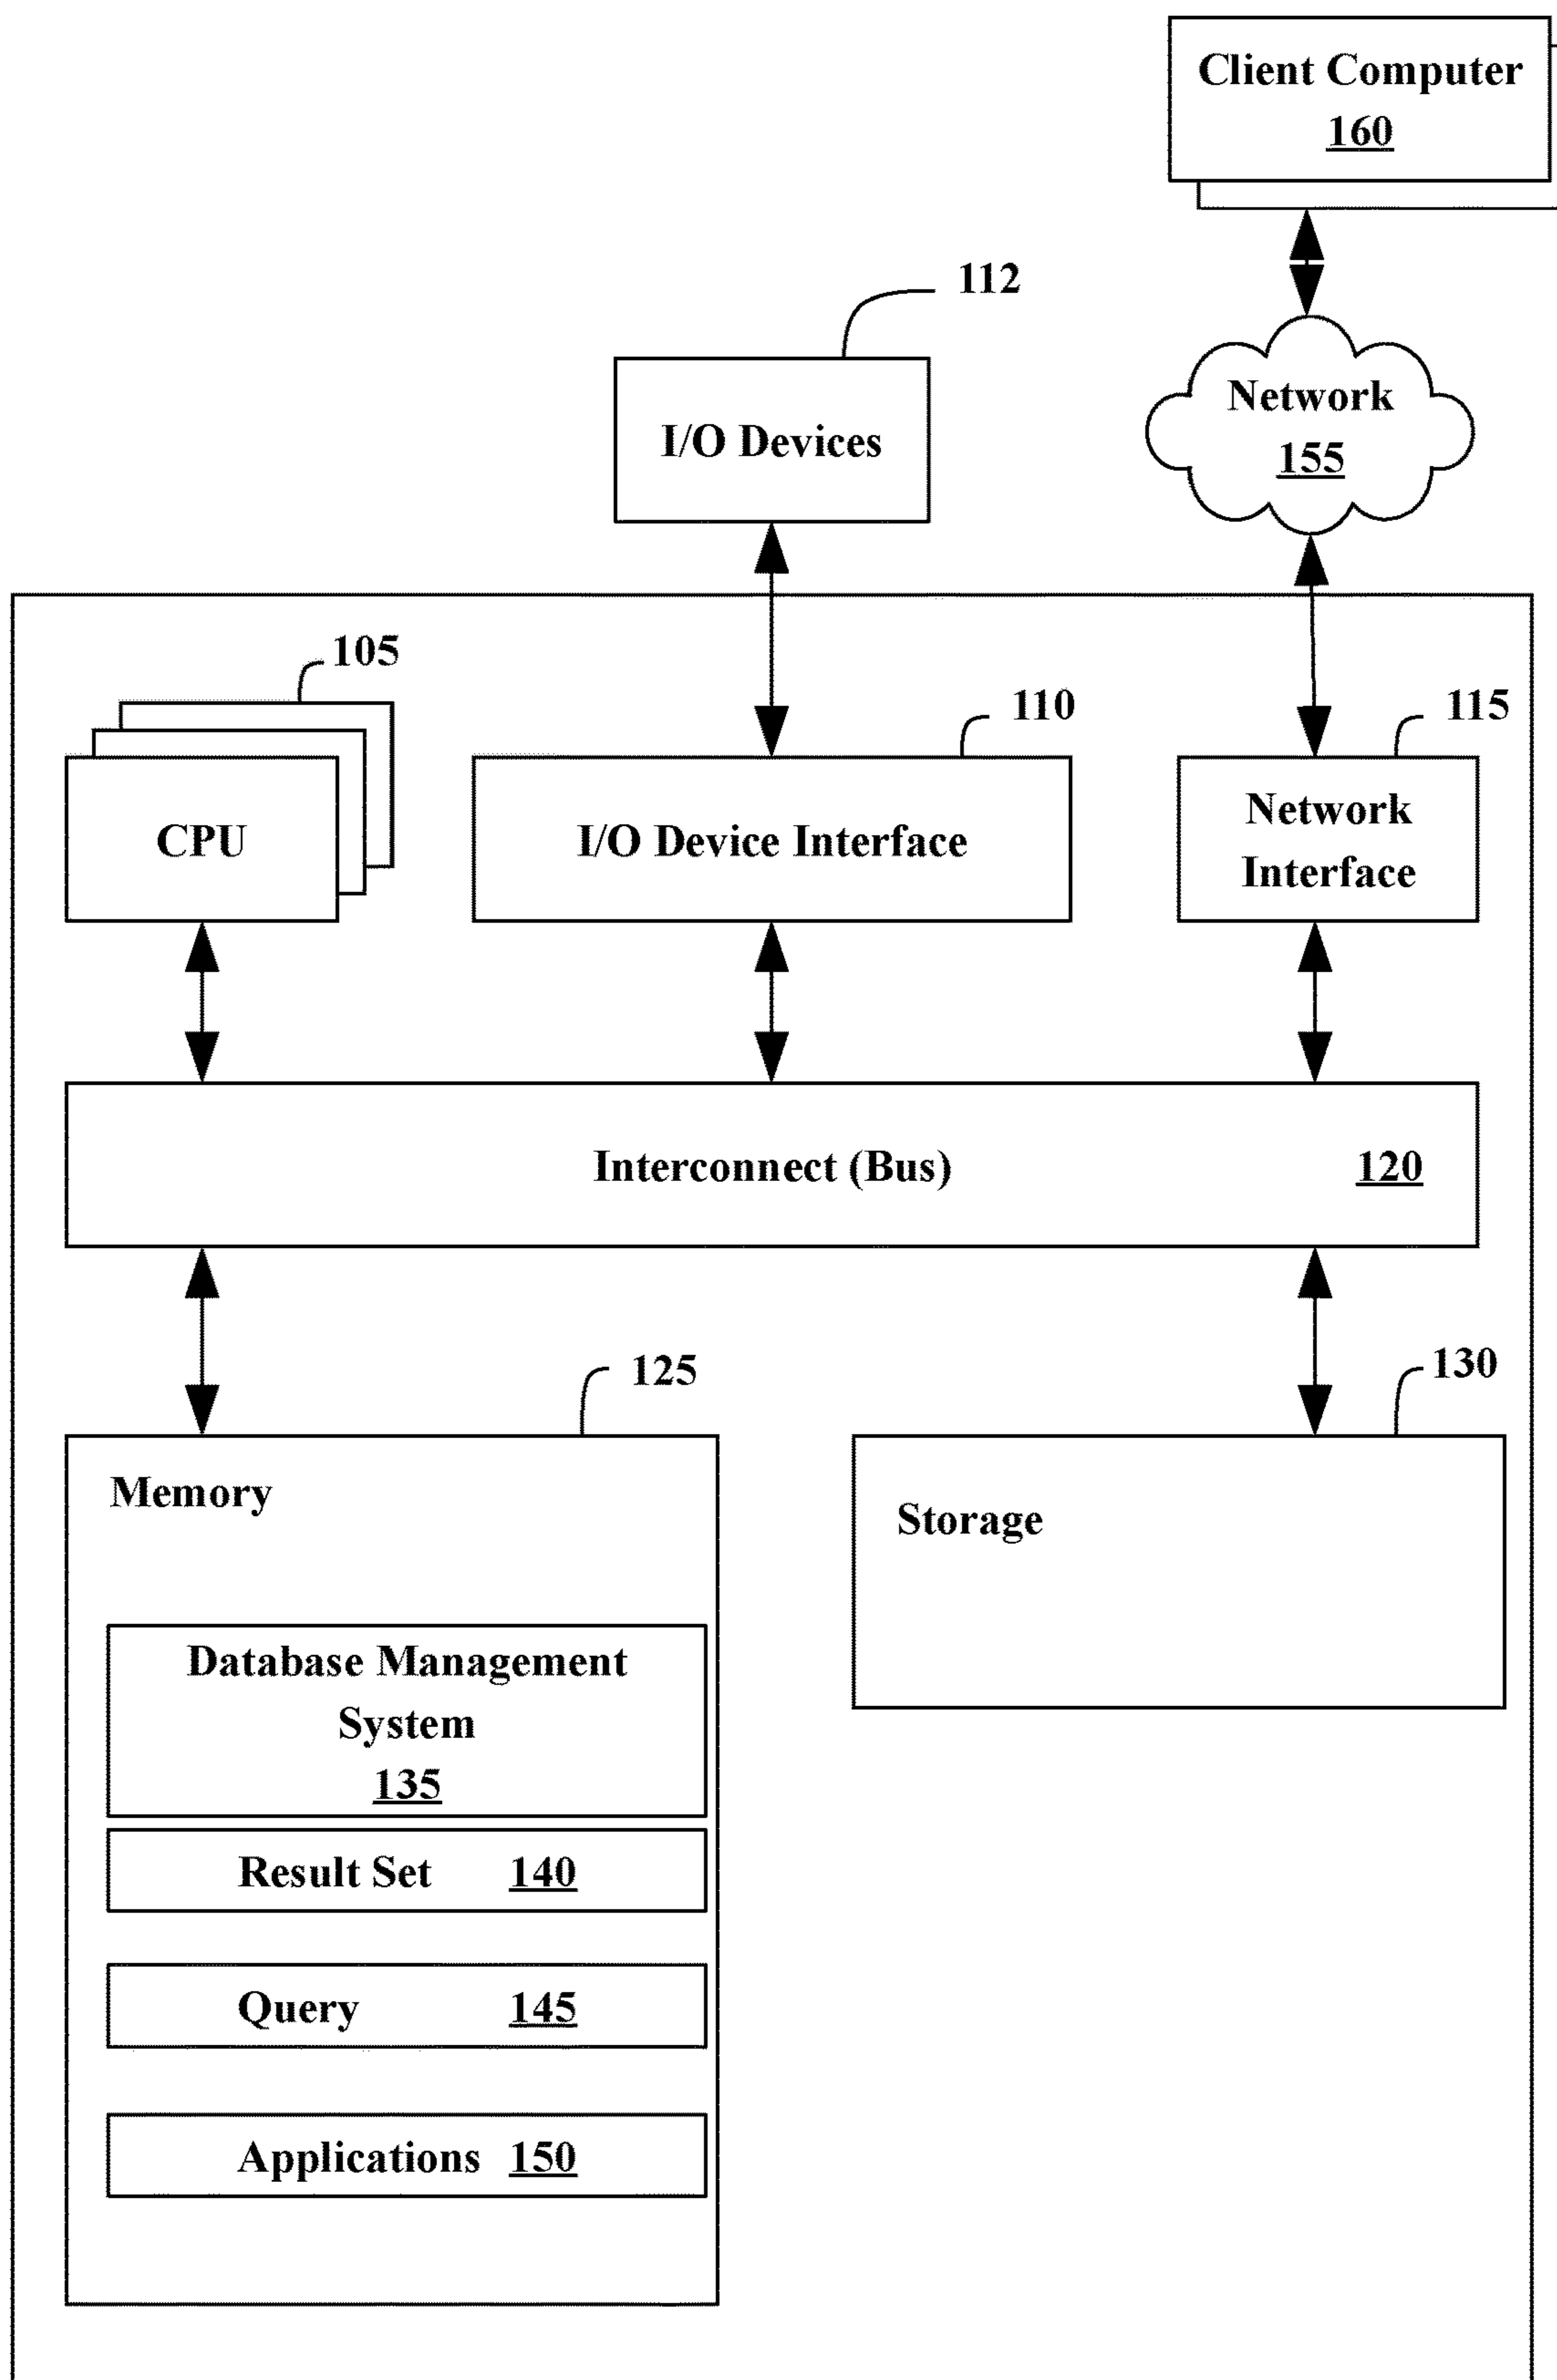 Client Computer
160
112
I/O Devices
Network
155
105
110
115
CPU
I/O Device Interface
Network
Interface
Interconnect (Bus) 120
125
130
Memory
Storage
Database Management
System
135
Result Set 140
Query 145
Applications 150